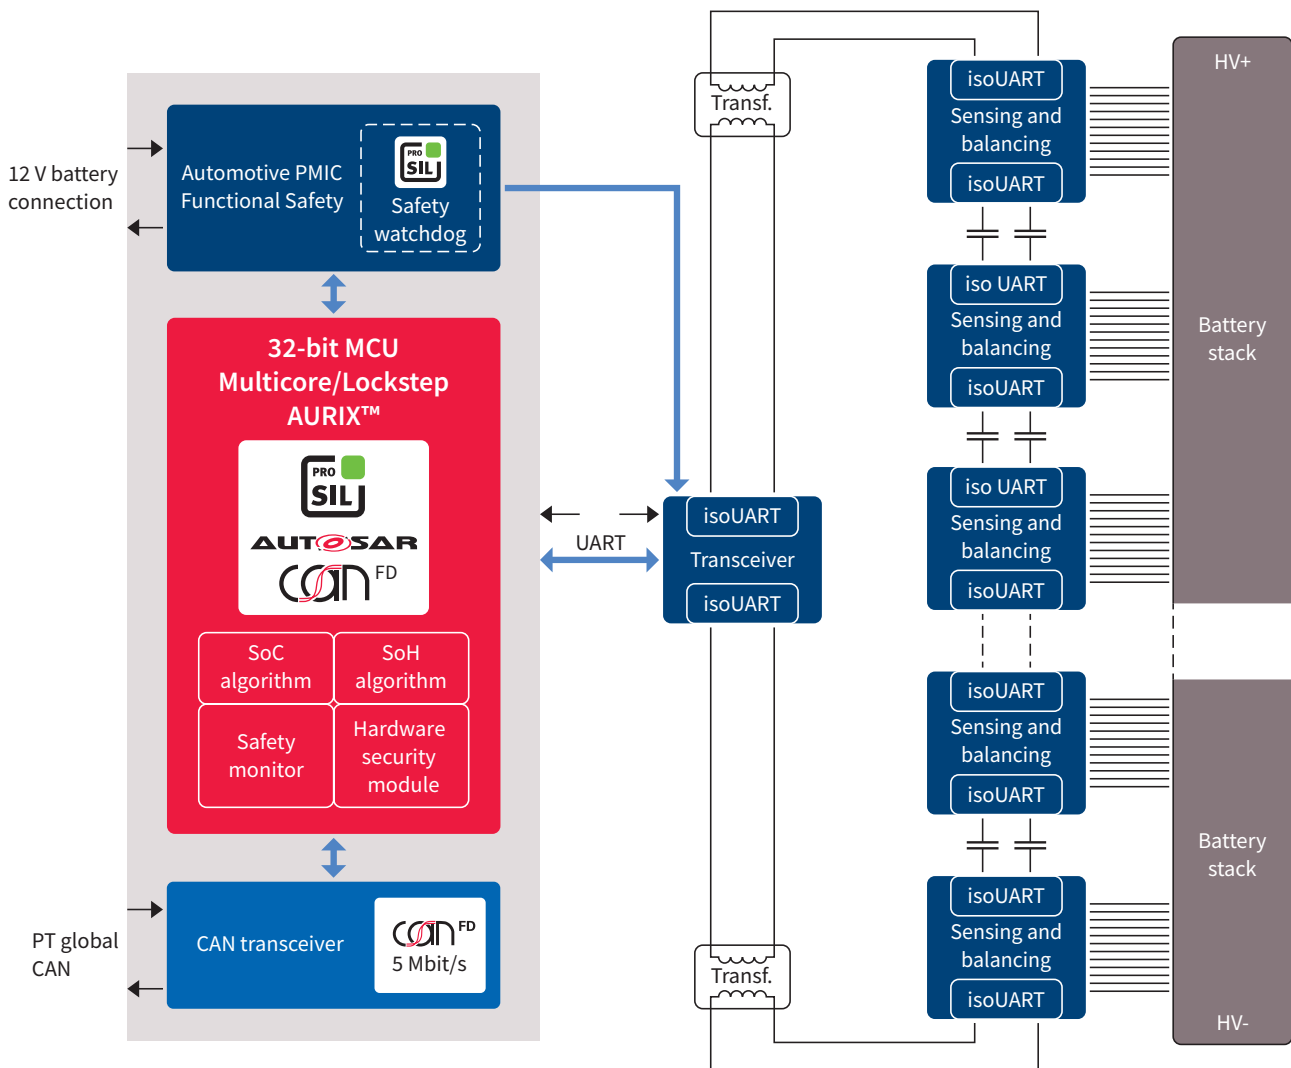 12 V battery
connection
Automotive PMIC
Functional Safety
PRO
SIL
Safety
watchdog
32-bit MCU
Multicore/Lockstep
AURIX™
PRO
SIL
AUTOSAR
CAN FD
SoC
algorithm
SoH
algorithm
Safety
monitor
Hardware
security
module
PT global
CAN
CAN transceiver
CAN FD
5 Mbit/s
UART
Transf.
isoUART
Transceiver
isoUART
Transf.
isoUART
Sensing and
balancing
isoUART
iso UART
Sensing and
balancing
isoUART
iso UART
Sensing and
balancing
isoUART
isoUART
Sensing and
balancing
isoUART
isoUART
Sensing and
balancing
isoUART
HV+
Battery
stack
Battery
stack
HV-